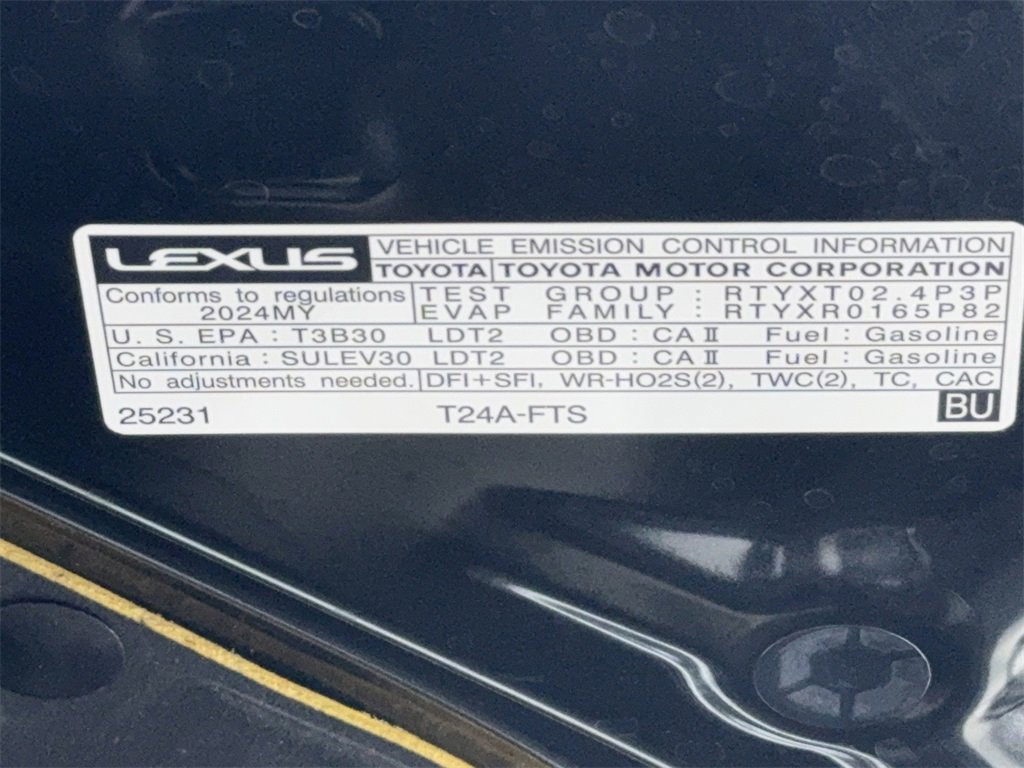 LEXUS VEHICLE EMISSION CONTROL INFORMATION
TOYOTA TOYOTA MOTOR CORPORATION
Conforms to regulations
2024MY
TEST GROUP : RTYXT02.4P3P
EVAP FAMILY : RTYXR0165P82
U. S. EPA : T3B30 LDT2 OBD : CA II Fuel : Gasoline
California : SULEV30 LDT2 OBD : CA II Fuel : Gasoline
No adjustments needed. DFI+SFI, WR-HO2S(2), TWC(2), TC, CAC
25231 T24A-FTS BU